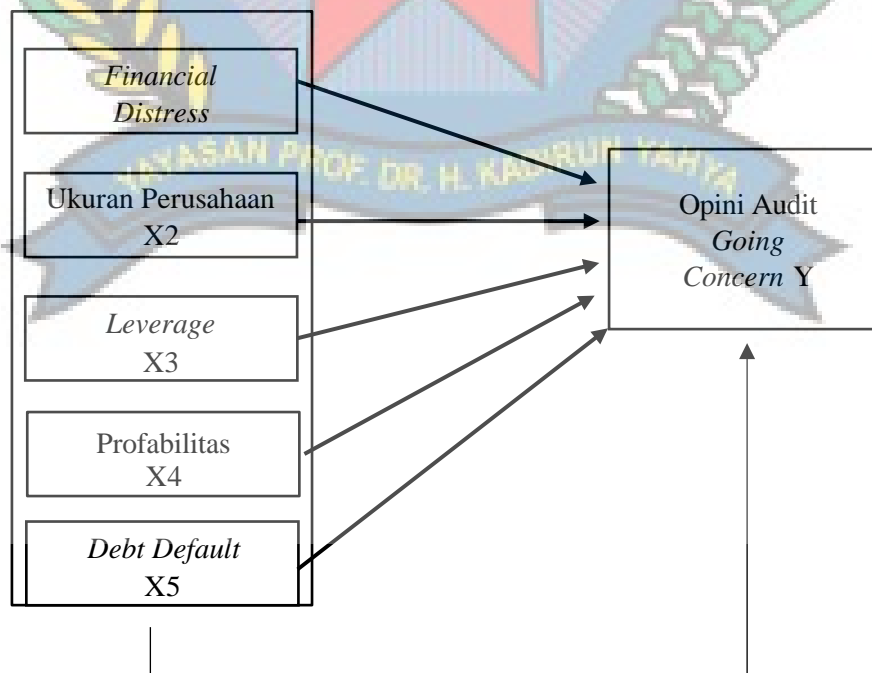 Financial
Distress
YAYASAN PROF. DR. H. KADIRUN YAHYA
Ukuran Perusahaan
X2
Opini Audit
Going
Concern Y
Leverage
X3
Profabilitas
X4
Debt Default
X5